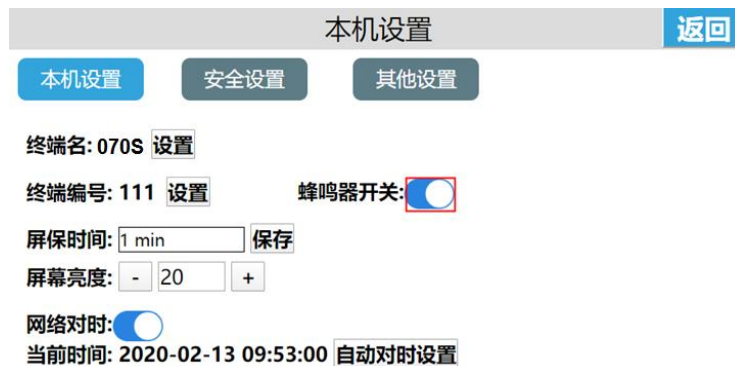 本机设置 返回
本机设置 安全设置 其他设置
终端名: 070S 设置
终端编号: 111 设置 蜂鸣器开关:
屏保时间: 1 min 保存
屏幕亮度: - 20 +
网络对时:
当前时间: 2020-02-13 09:53:00 自动对时设置